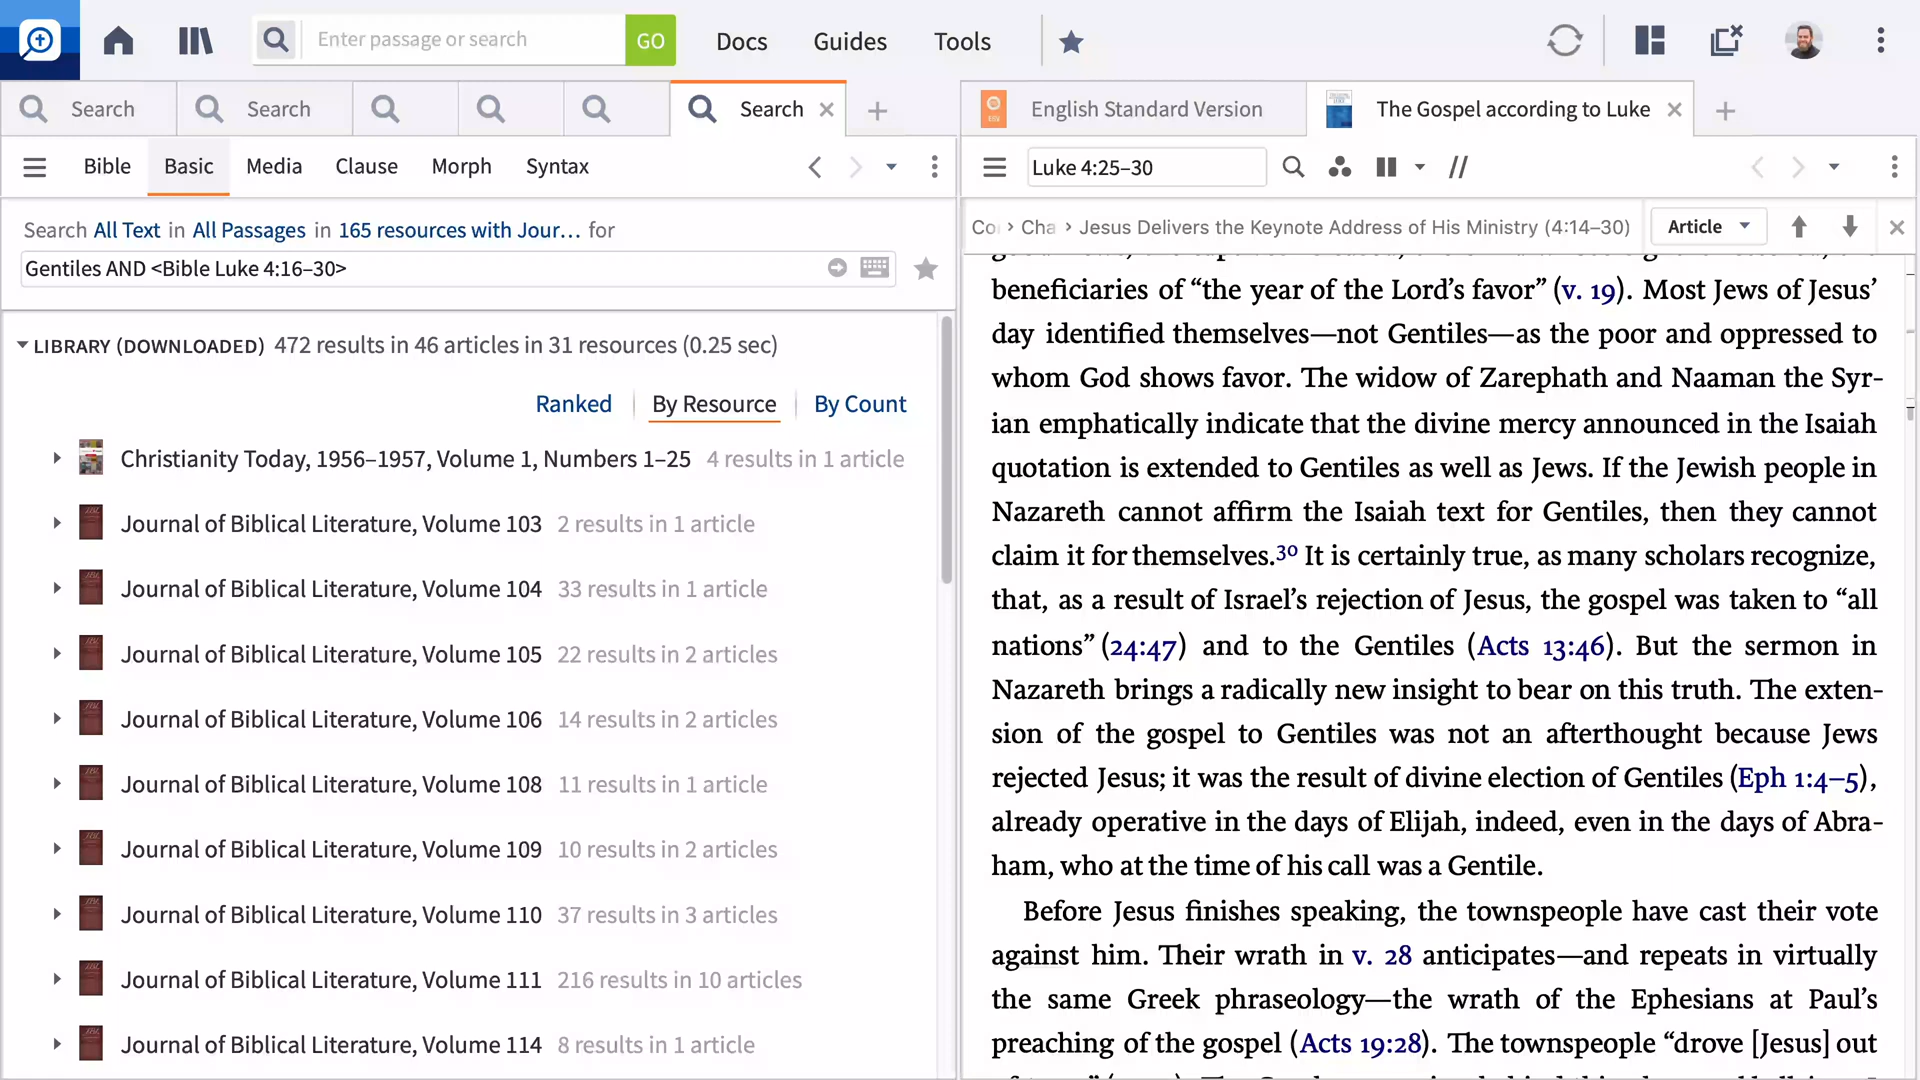 Enter passage or search
GO
Docs
Guides
Tools
Search
Search
Search
English Standard Version
The Gospel according to Luke
Bible
Basic
Media
Clause
Morph
Syntax
Luke 4:25–30
Search All Text in All Passages in 165 resources with Jour... for
Gentiles AND <Bible Luke 4:16–30>
LIBRARY (DOWNLOADED) 472 results in 46 articles in 31 resources (0.25 sec)
Ranked
By Resource
By Count
Christianity Today, 1956–1957, Volume 1, Numbers 1–25 4 results in 1 article
Journal of Biblical Literature, Volume 103 2 results in 1 article
Journal of Biblical Literature, Volume 104 33 results in 1 article
Journal of Biblical Literature, Volume 105 22 results in 2 articles
Journal of Biblical Literature, Volume 106 14 results in 2 articles
Journal of Biblical Literature, Volume 108 11 results in 1 article
Journal of Biblical Literature, Volume 109 10 results in 2 articles
Journal of Biblical Literature, Volume 110 37 results in 3 articles
Journal of Biblical Literature, Volume 111 216 results in 10 articles
Journal of Biblical Literature, Volume 114 8 results in 1 article
Co › Cha › Jesus Delivers the Keynote Address of His Ministry (4:14–30)
Article
beneficiaries of “the year of the Lord’s favor” (v. 19). Most Jews of Jesus’
day identified themselves—not Gentiles—as the poor and oppressed to
whom God shows favor. The widow of Zarephath and Naaman the Syr-
ian emphatically indicate that the divine mercy announced in the Isaiah
quotation is extended to Gentiles as well as Jews. If the Jewish people in
Nazareth cannot affirm the Isaiah text for Gentiles, then they cannot
claim it for themselves.30 It is certainly true, as many scholars recognize,
that, as a result of Israel’s rejection of Jesus, the gospel was taken to “all
nations” (24:47) and to the Gentiles (Acts 13:46). But the sermon in
Nazareth brings a radically new insight to bear on this truth. The exten-
sion of the gospel to Gentiles was not an afterthought because Jews
rejected Jesus; it was the result of divine election of Gentiles (Eph 1:4–5),
already operative in the days of Elijah, indeed, even in the days of Abra-
ham, who at the time of his call was a Gentile.
Before Jesus finishes speaking, the townspeople have cast their vote
against him. Their wrath in v. 28 anticipates—and repeats in virtually
the same Greek phraseology—the wrath of the Ephesians at Paul’s
preaching of the gospel (Acts 19:28). The townspeople “drove [Jesus] out